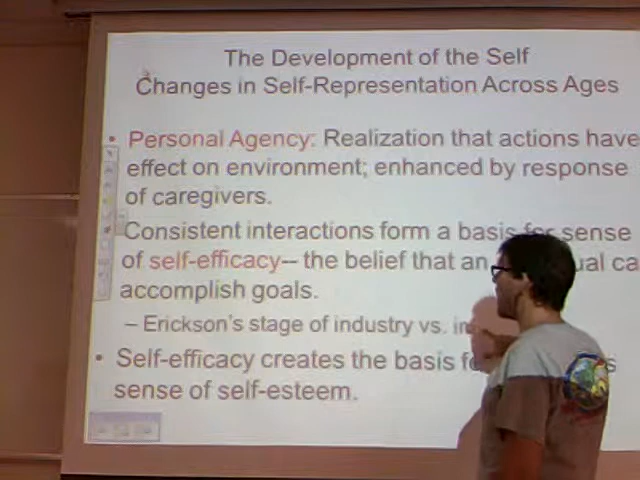 The Development of the Self
Changes in Self-Representation Across Ages
• Personal Agency: Realization that actions have
effect on environment; enhanced by response
of caregivers.
Consistent interactions form a basis for sense
of self-efficacy– the belief that an
accomplish goals.
– Erickson's stage of industry vs.
• Self-efficacy creates the basis
sense of self-esteem.